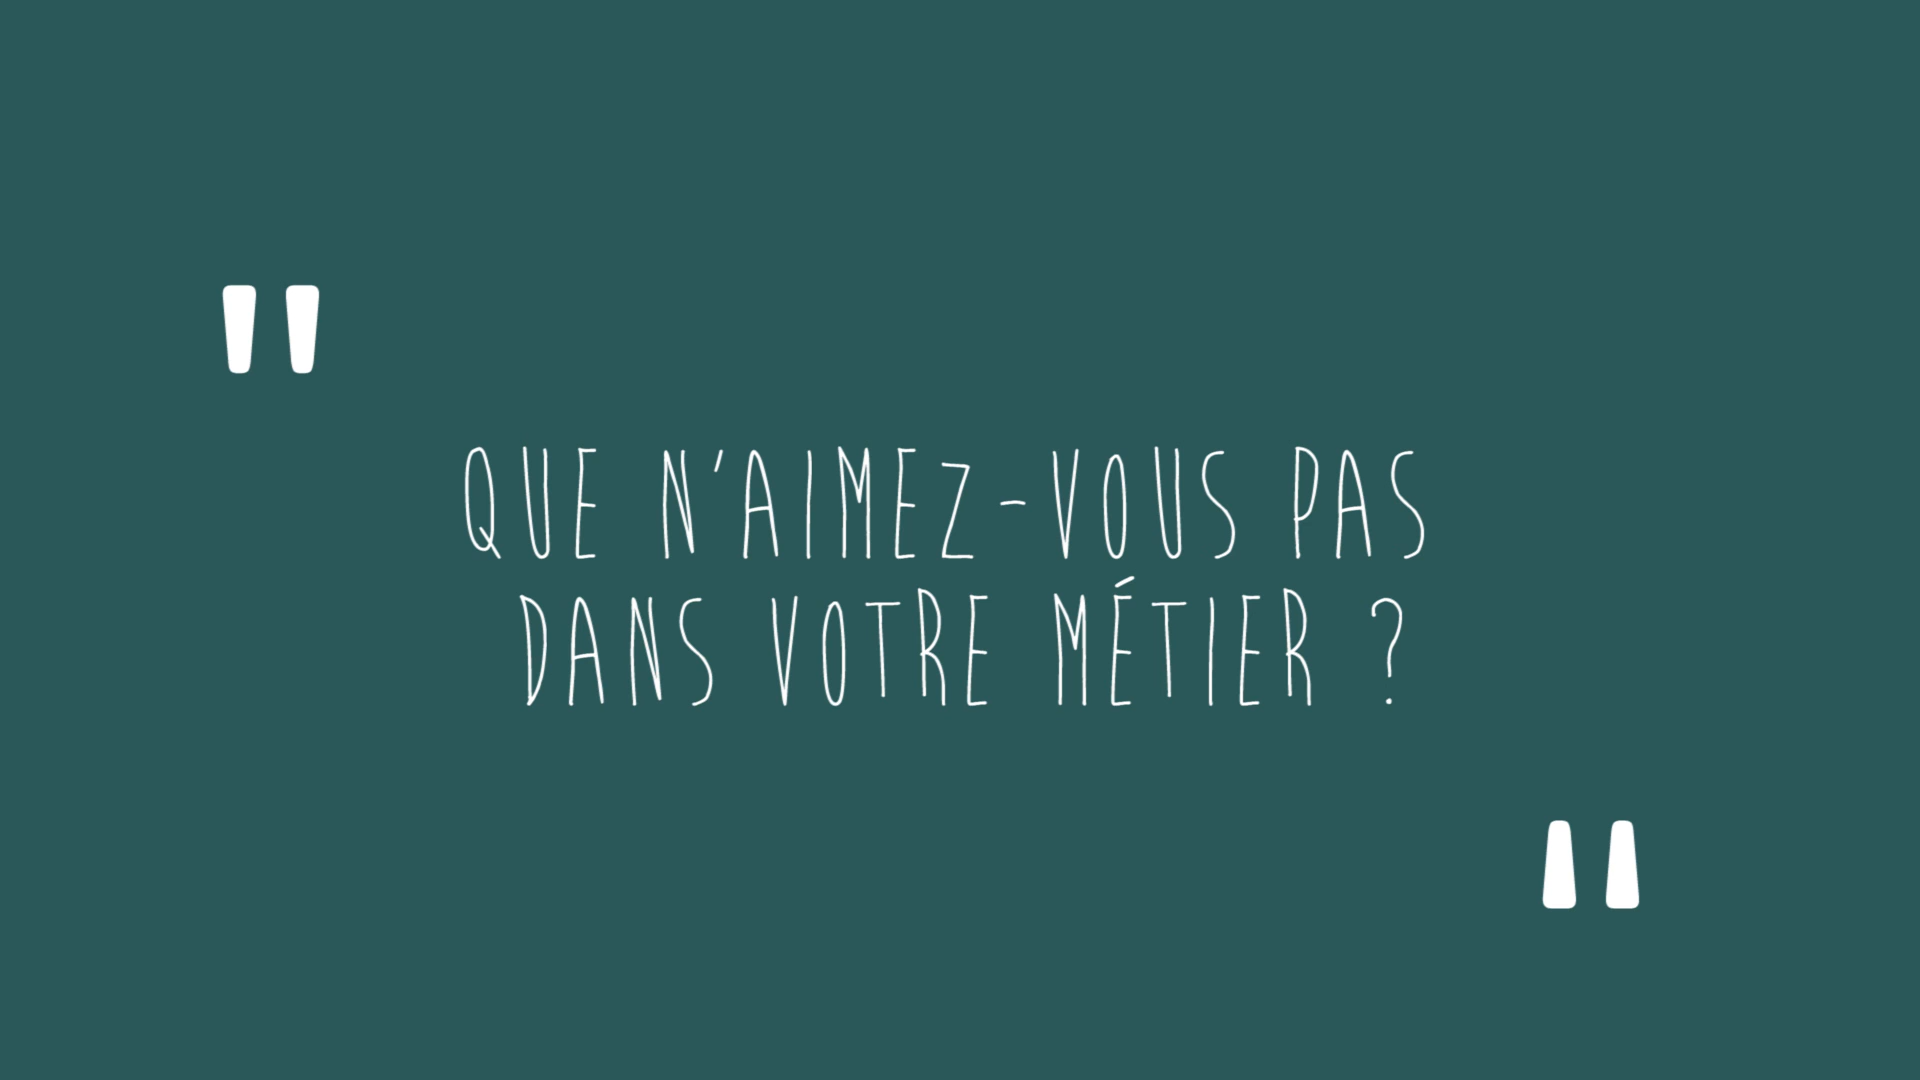 "
QUE N'AIMEZ-VOUS PAS
DANS VOTRE MÉTIER ?
"